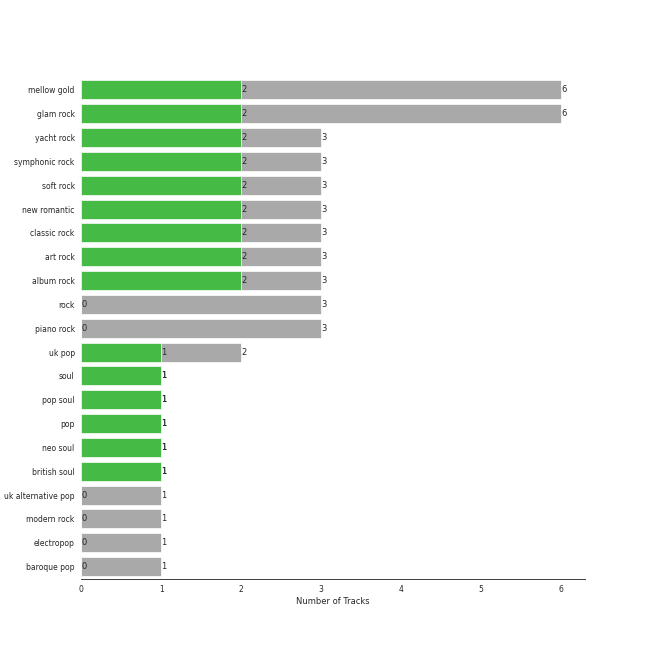 mellow gold 2 6
glam rock 2 6
yacht rock 2 3
symphonic rock 2 3
soft rock 2 3
new romantic 2 3
classic rock 2 3
art rock 2 3
album rock 2 3
rock 0 3
piano rock 0 3
uk pop 1 2
soul 1
pop soul 1
pop 1
neo soul 1
british soul 1
uk alternative pop 0 1
modern rock 0 1
electropop 0 1
baroque pop 0 1
0 1 2 3 4 5 6
Number of Tracks